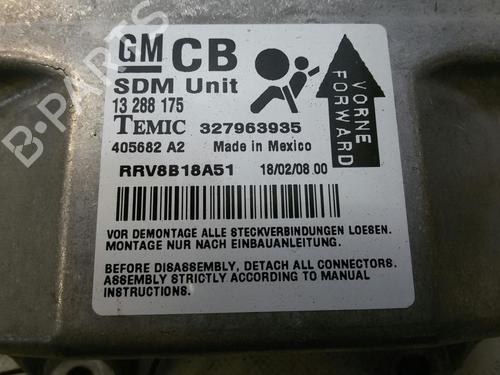 GM CB
SDM Unit
13 288 175
TEMIC 327963935
405682 A2 Made in Mexico
RRV8B18A51 18/02/08 00
VORNE
FORWARD
VOR DEMONTAGE ALLE STECKVERBINDUNGEN LOESEN.
MONTAGE NUR NACH EINBAUANLEITUNG.
BEFORE DISASSEMBLY, DETACH ALL CONNECTORS.
ASSEMBLY STRICTLY ACCORDING TO MANUAL
INSTRUCTIONS.
B-PARTS